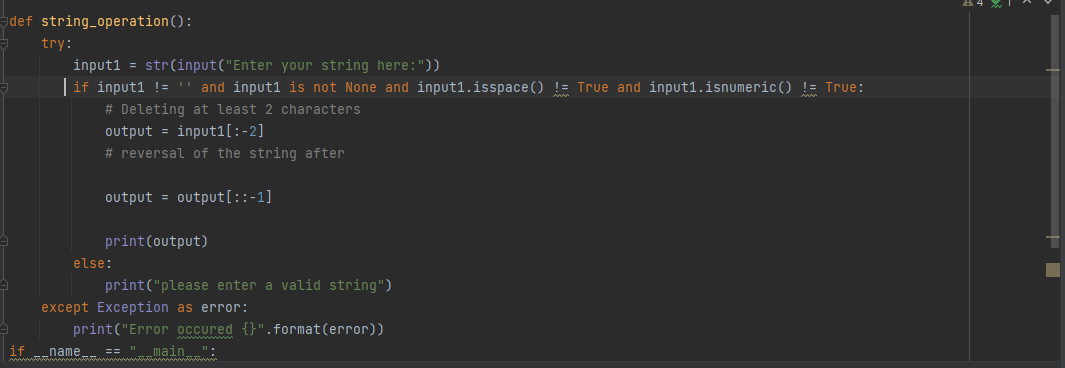 4 1
def string_operation():
    try:
        input1 = str(input("Enter your string here:"))
        if input1 != '' and input1 is not None and input1.isspace() != True and input1.isnumeric() != True:
            # Deleting at least 2 characters
            output = input1[:-2]
            # reversal of the string after
            output = output[::-1]
            print(output)
        else:
            print("please enter a valid string")
    except Exception as error:
        print("Error occured {}".format(error))
if __name__ == "__main__":